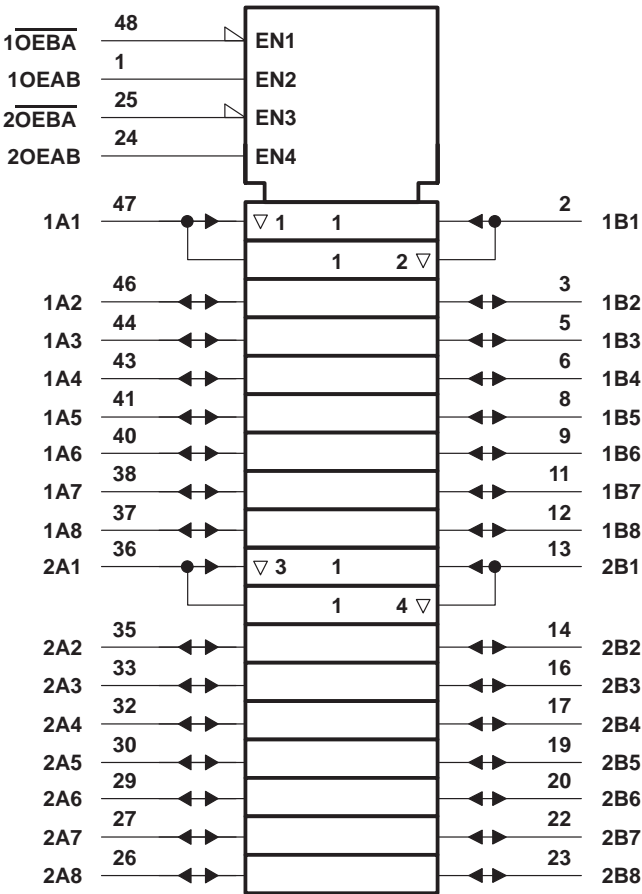 48
1OEBA EN1
1
1OEAB EN2
25
2OEBA EN3
24
2OEAB EN4
47 2
1A1 ▽ 1 1 1B1
1 2 ▽
46 3
1A2 1B2
44 5
1A3 1B3
43 6
1A4 1B4
41 8
1A5 1B5
40 9
1A6 1B6
38 11
1A7 1B7
37 12
1A8 1B8
36 13
2A1 ▽ 3 1 2B1
1 4 ▽
35 14
2A2 2B2
33 16
2A3 2B3
32 17
2A4 2B4
30 19
2A5 2B5
29 20
2A6 2B6
27 22
2A7 2B7
26 23
2A8 2B8